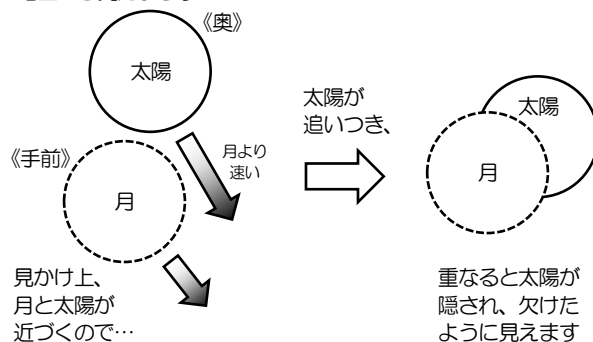 《奥》
太陽
《手前》
月より
速い
月
見かけ上、
月と太陽が
近づくので…
太陽が
追いつき、
太陽
月
重なると太陽が
隠され、欠けた
ように見えます